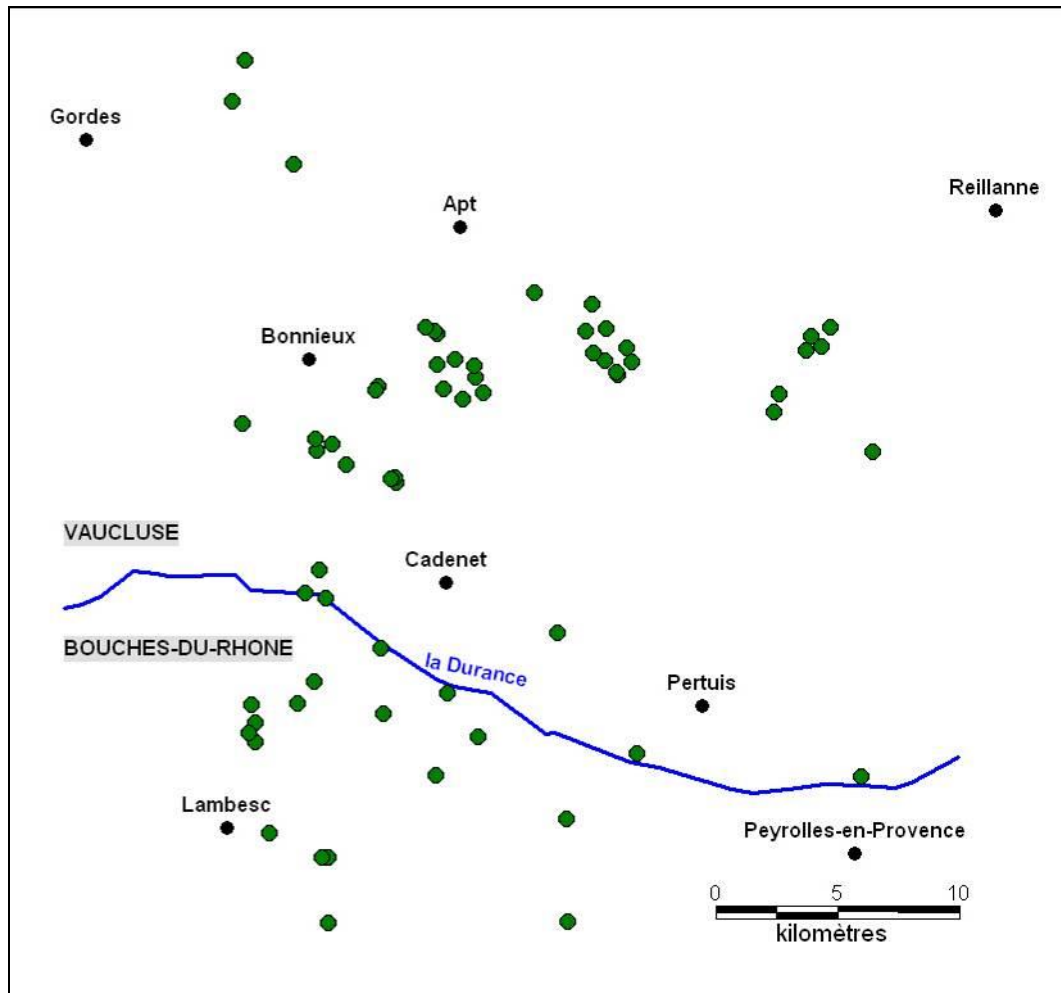 Gordes
Reillanne
Apt
Bonnieux
VAUCLUSE
Cadenet
BOUCHES-DU-RHONE
la Durance
Pertuis
Lambesc
Peyrolles-en-Provence
0 5 10
kilomètres